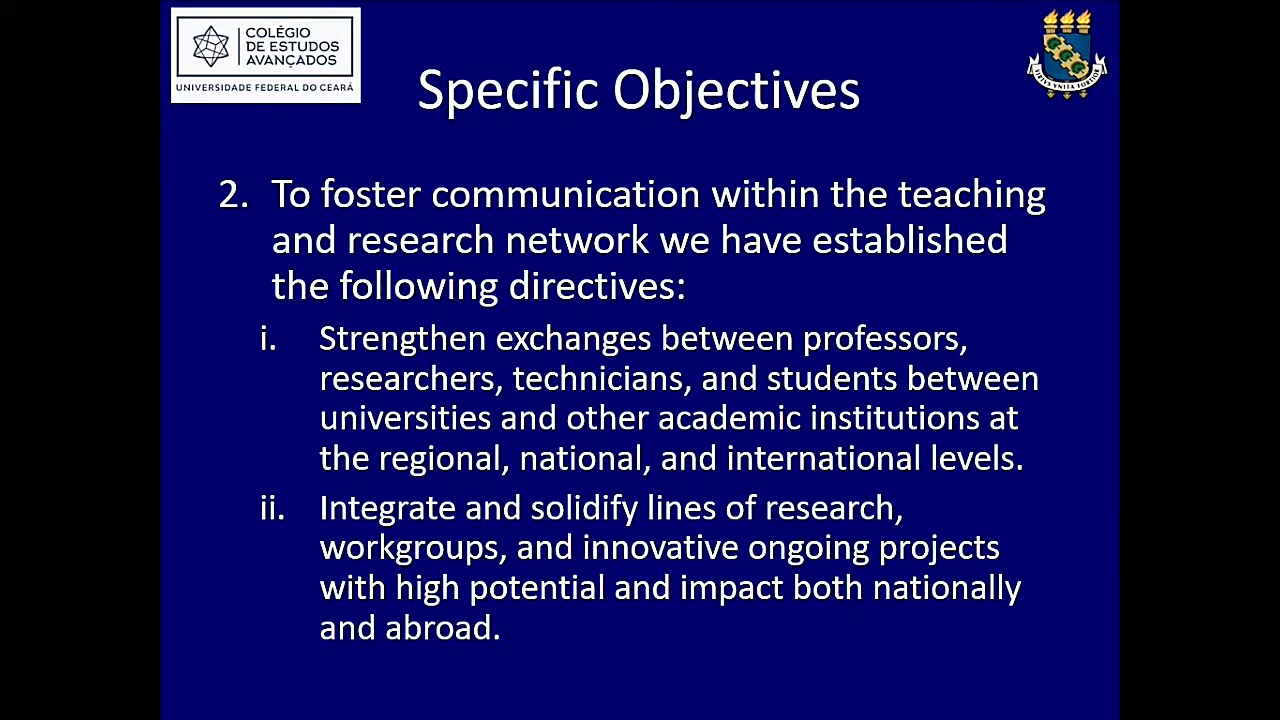 COLÉGIO
DE ESTUDOS
AVANÇADOS
UNIVERSIDADE FEDERAL DO CEARÁ
Specific Objectives
2. To foster communication within the teaching
and research network we have established
the following directives:
i. Strengthen exchanges between professors,
researchers, technicians, and students between
universities and other academic institutions at
the regional, national, and international levels.
ii. Integrate and solidify lines of research,
workgroups, and innovative ongoing projects
with high potential and impact both nationally
and abroad.